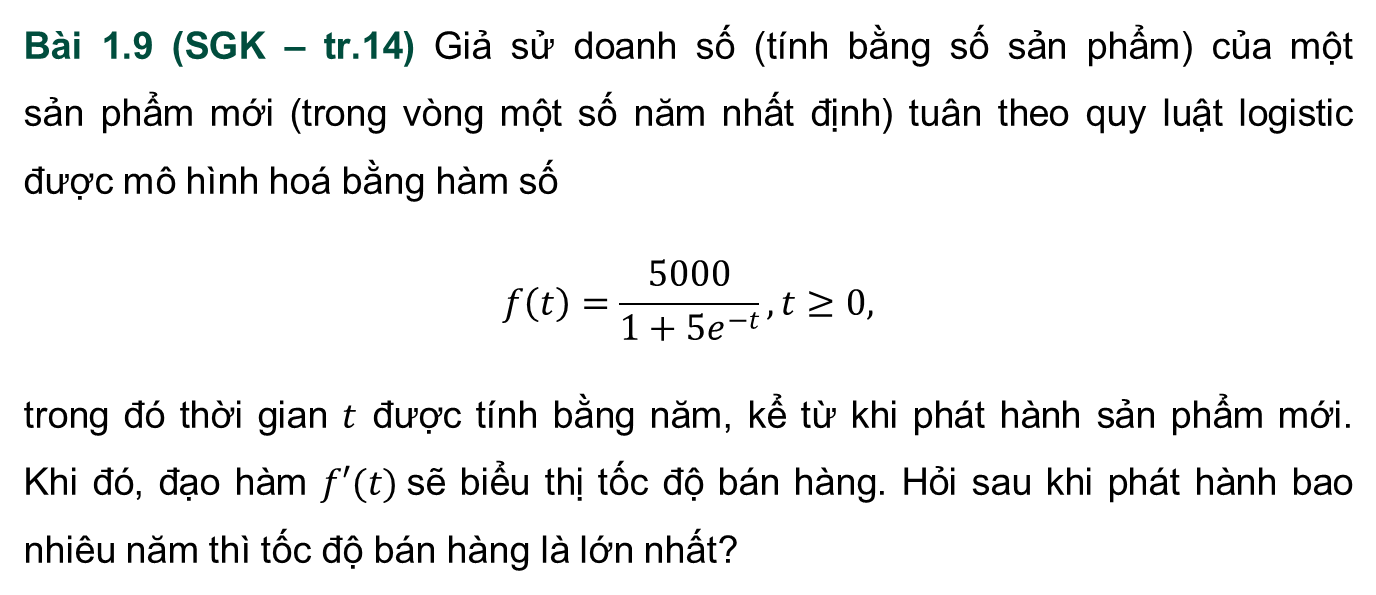 Bài 1.9 (SGK – tr.14) Giả sử doanh số (tính bằng số sản phẩm) của một
sản phẩm mới (trong vòng một số năm nhất định) tuân theo quy luật logistic
được mô hình hoá bằng hàm số
f(t) = \frac{5000}{1 + 5e^{-t}}, t ≥ 0,
trong đó thời gian t được tính bằng năm, kể từ khi phát hành sản phẩm mới.
Khi đó, đạo hàm f′(t) sẽ biểu thị tốc độ bán hàng. Hỏi sau khi phát hành bao
nhiêu năm thì tốc độ bán hàng là lớn nhất?